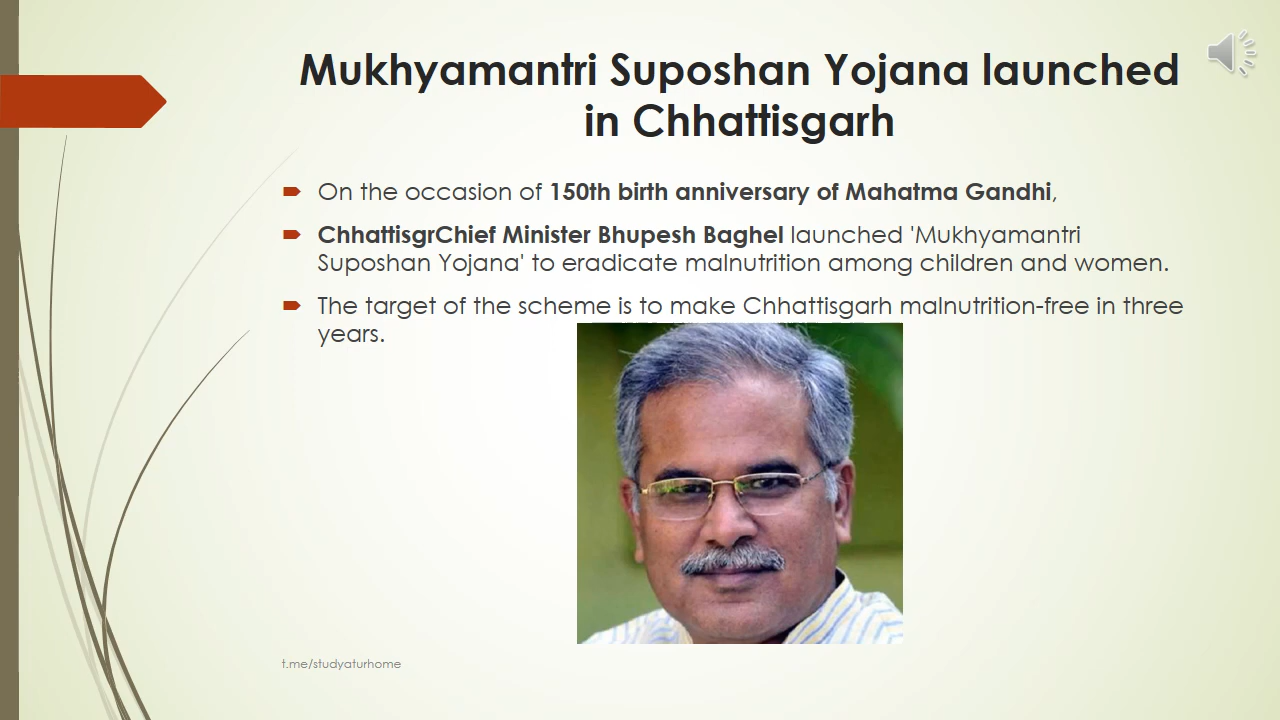 Mukhyamantri Suposhan Yojana launched
in Chhattisgarh
On the occasion of 150th birth anniversary of Mahatma Gandhi,
ChhattisgrChief Minister Bhupesh Baghel launched 'Mukhyamantri
Suposhan Yojana' to eradicate malnutrition among children and women.
The target of the scheme is to make Chhattisgarh malnutrition-free in three
years.
t.me/studyaturhome